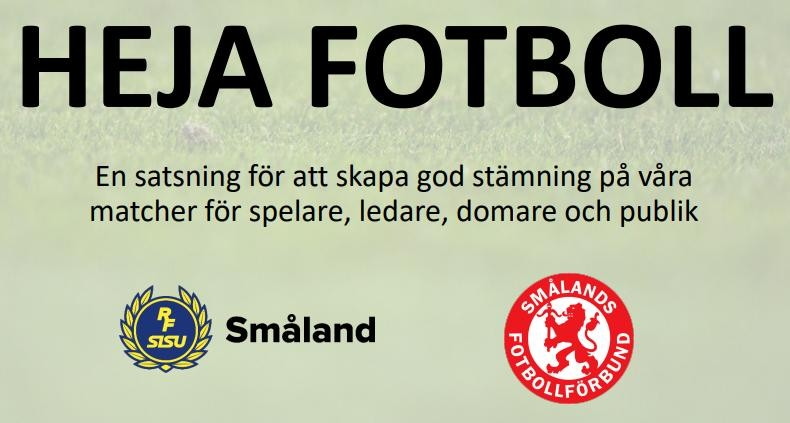 HEJA FOTBOLL
En satsning för att skapa god stämning på våra
matcher för spelare, ledare, domare och publik
RF
SISU
Småland
SMÅLANDS
FOTBOLLFÖRBUND